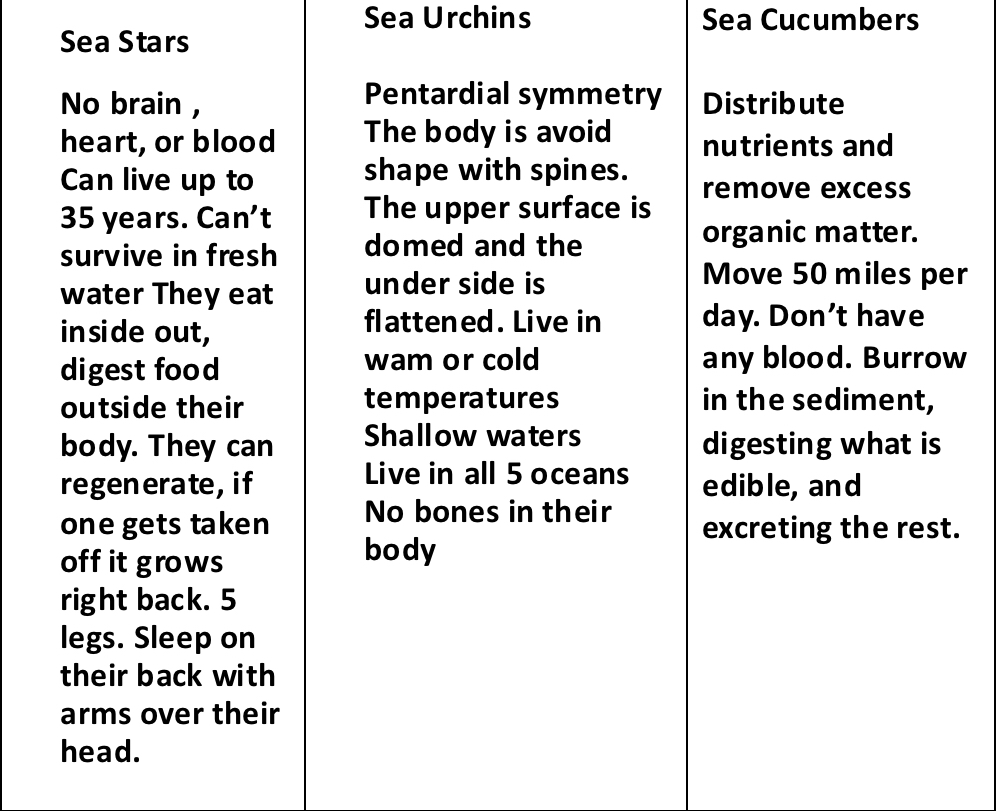 Sea Stars
No brain ,
heart, or blood
Can live up to
35 years. Can’t
survive in fresh
water They eat
inside out,
digest food
outside their
body. They can
regenerate, if
one gets taken
off it grows
right back. 5
legs. Sleep on
their back with
arms over their
head.
Sea Urchins
Pentardial symmetry
The body is avoid
shape with spines.
The upper surface is
domed and the
under side is
flattened. Live in
wam or cold
temperatures
Shallow waters
Live in all 5 oceans
No bones in their
body
Sea Cucumbers
Distribute
nutrients and
remove excess
organic matter.
Move 50 miles per
day. Don’t have
any blood. Burrow
in the sediment,
digesting what is
edible, and
excreting the rest.